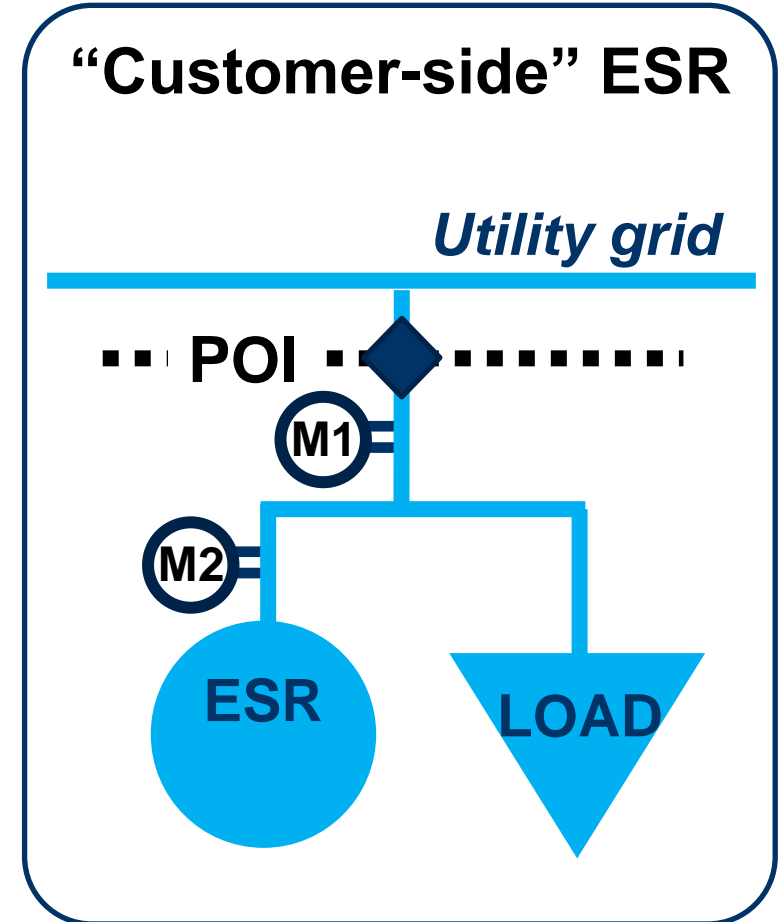 “Customer-side” ESR
Utility grid
POI
M1
M2
ESR
LOAD